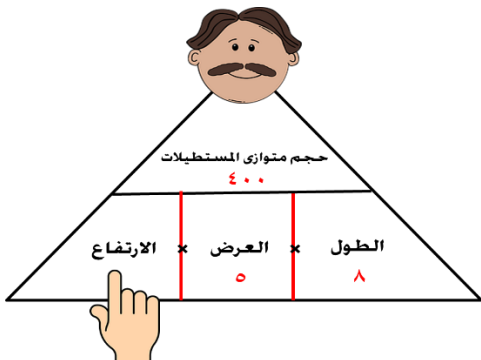 حجم متوازى المستطيلات
٤٠٠
الطول × العرض × الارتفاع
٨ ٥